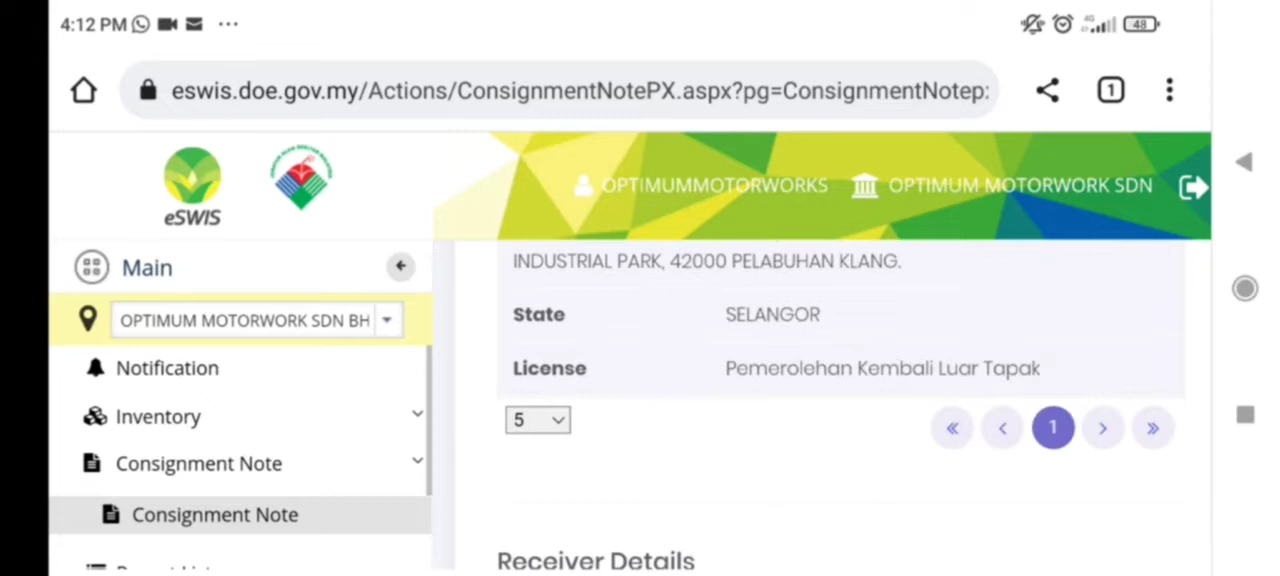 4:12 PM
4G
48
eswis.doe.gov.my/Actions/ConsignmentNotePX.aspx?pg=ConsignmentNotep:
1
eSWIS
OPTIMUMMOTORWORKS
OPTIMUM MOTORWORK SDN
Main
OPTIMUM MOTORWORK SDN BH
Notification
Inventory
Consignment Note
Consignment Note
INDUSTRIAL PARK, 42000 PELABUHAN KLANG.
State SELANGOR
License Pemerolehan Kembali Luar Tapak
5
« < 1 > »
Receiver Details